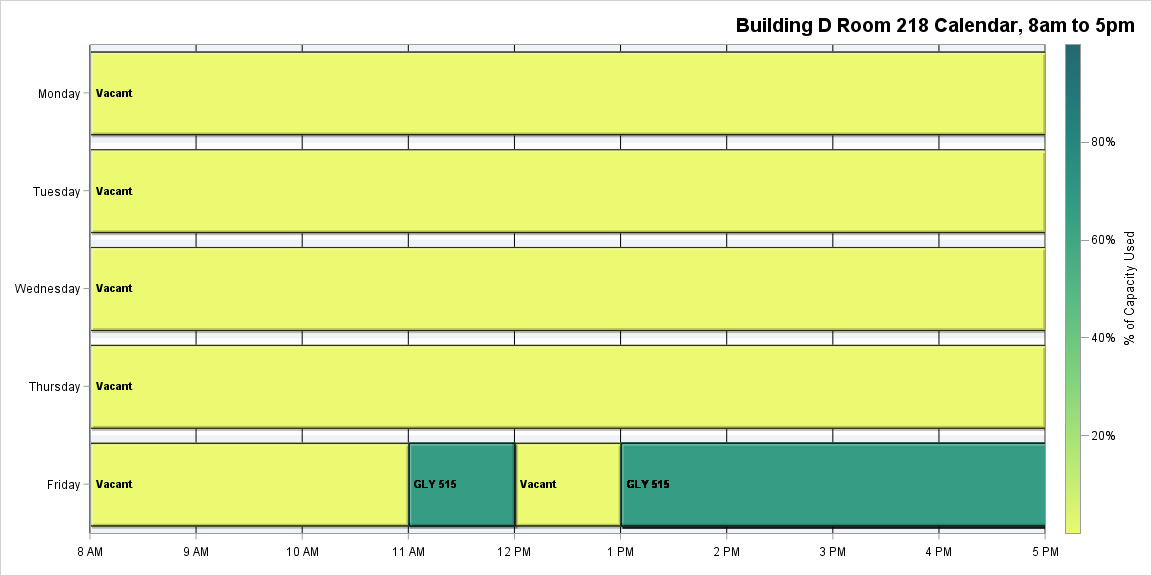 Building D Room 218 Calendar, 8am to 5pm
Monday
Vacant
Tuesday
Vacant
Wednesday
Vacant
Thursday
Vacant
Friday
Vacant
GLY 515
Vacant
GLY 515
8 AM
9 AM
10 AM
11 AM
12 PM
1 PM
2 PM
3 PM
4 PM
5 PM
80%
60%
40%
20%
% of Capacity Used